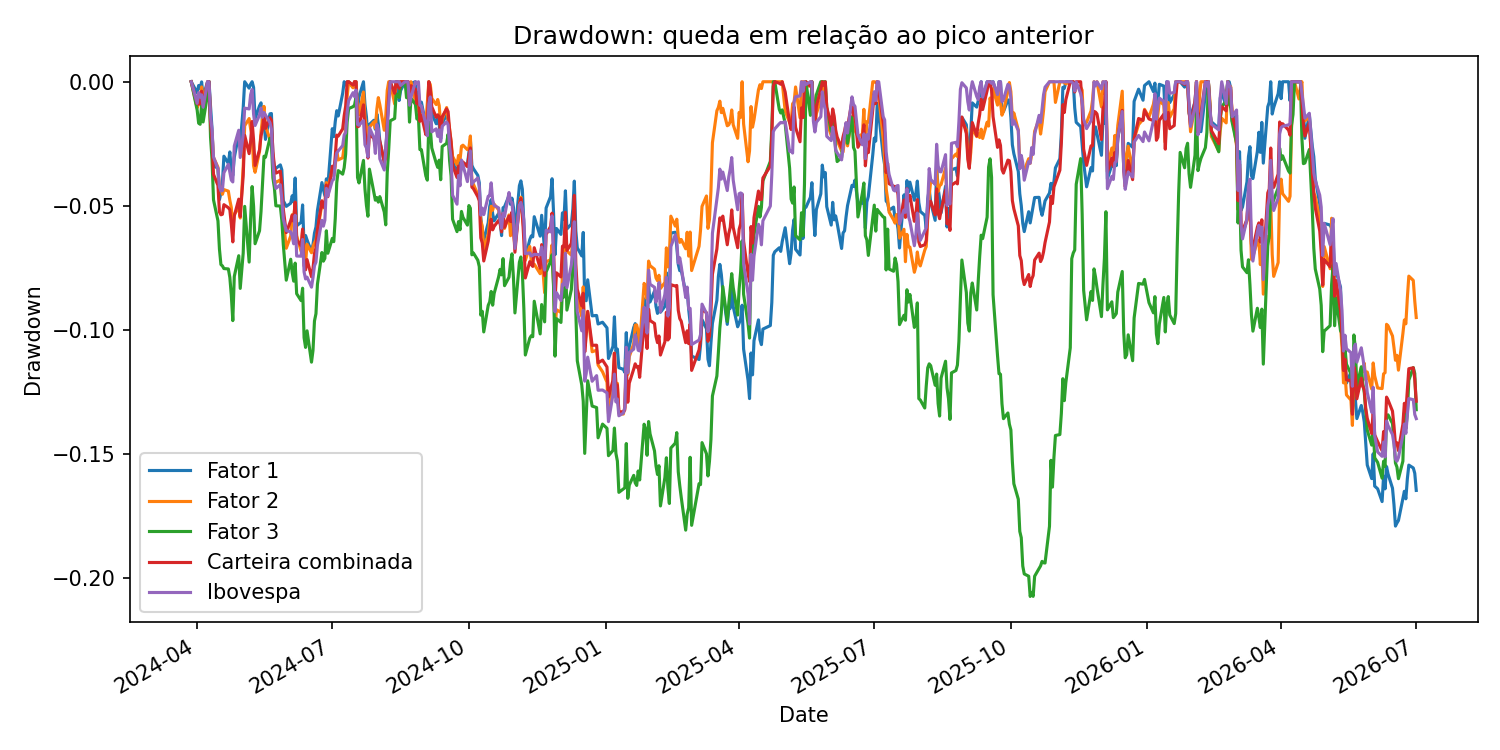 Drawdown: queda em relação ao pico anterior
Drawdown
0.00
−0.05
−0.10
−0.15
−0.20
Fator 1
Fator 2
Fator 3
Carteira combinada
Ibovespa
2024-04
2024-07
2024-10
2025-01
2025-04
2025-07
2025-10
2026-01
2026-04
2026-07
Date